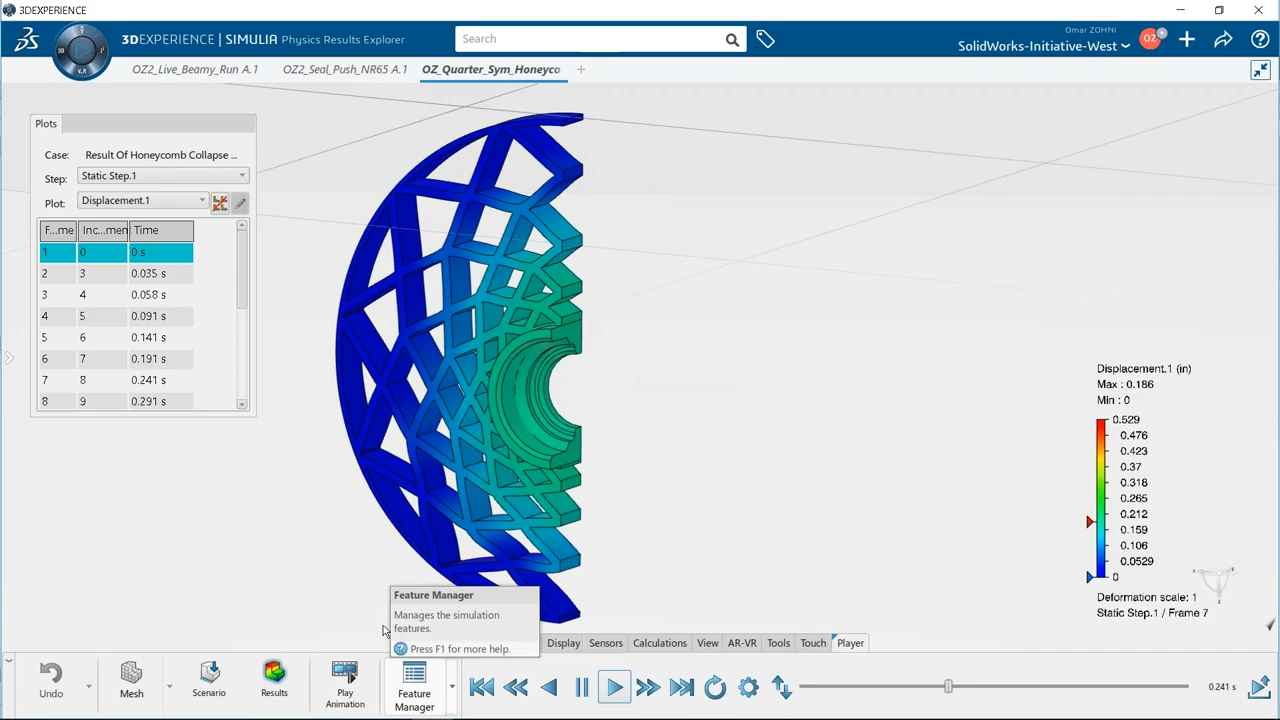 3DEXPERIENCE
3DEXPERIENCE | SIMULIA Physics Results Explorer
Search
Omar ZOHNI
SolidWorks-Initiative-West
OZ
3D
V.R
OZ2_Live_Beamy_Run A.1
OZ2_Seal_Push_NR65 A.1
OZ_Quarter_Sym_Honeyco
Plots
Case: Result Of Honeycomb Collapse ...
Step: Static Step.1
Plot: Displacement.1
F...me Inc...men Time
1 0 0 s
2 3 0.035 s
3 4 0.058 s
4 5 0.091 s
5 6 0.141 s
6 7 0.191 s
7 8 0.241 s
8 9 0.291 s
Displacement.1 (in)
Max : 0.186
Min : 0
0.529
0.476
0.423
0.37
0.318
0.265
0.212
0.159
0.106
0.0529
0
Deformation scale: 1
Static Step.1 / Frame 7
Feature Manager
Manages the simulation
features.
Press F1 for more help.
Display Sensors Calculations View AR-VR Tools Touch Player
Undo
Mesh
Scenario
Results
Play
Animation
Feature
Manager
0.241 s